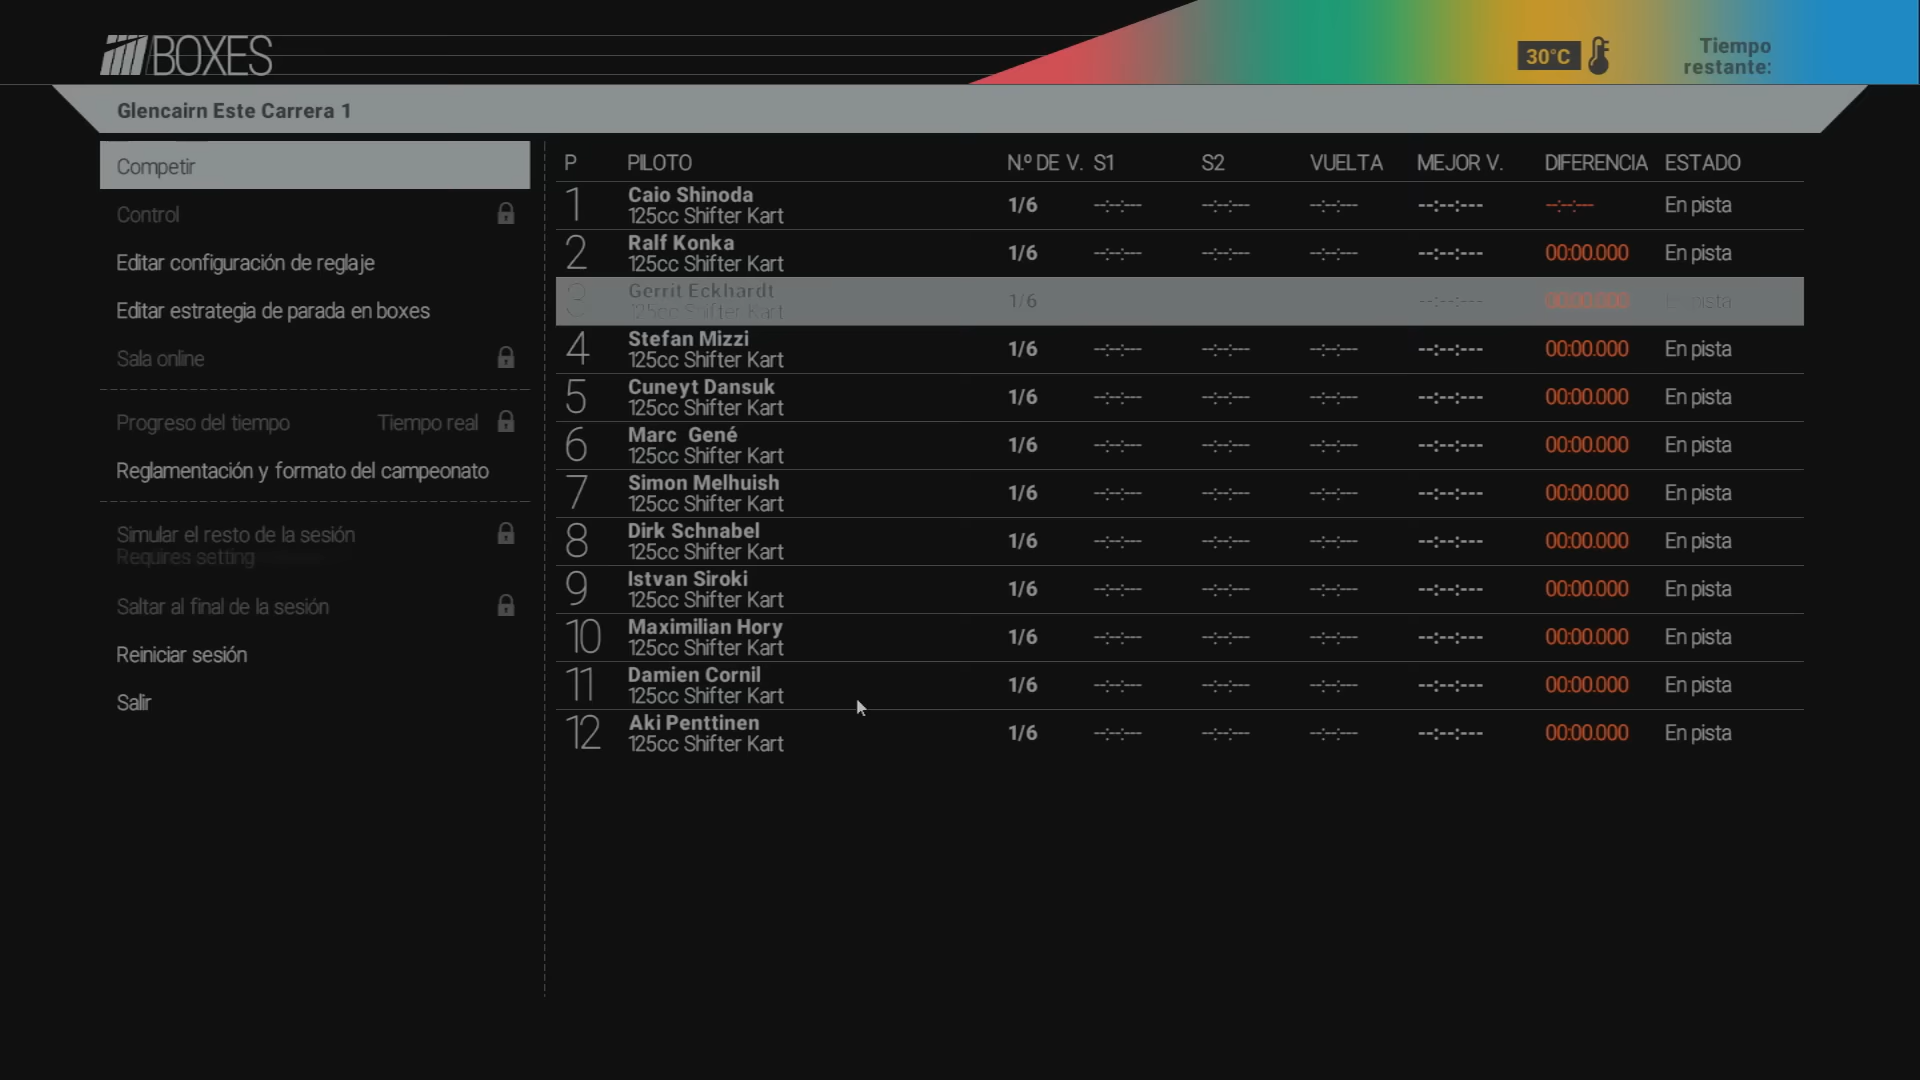 BOXES
30°C
Tiempo
restante:
Glencairn Este Carrera 1
Competir
Control
Editar configuración de reglaje
Editar estrategia de parada en boxes
Sala online
Progreso del tiempo Tiempo real
Reglamentación y formato del campeonato
Simular el resto de la sesión
Requires setting
Saltar al final de la sesión
Reiniciar sesión
Salir
P PILOTO N.º DE V. S1 S2 VUELTA MEJOR V. DIFERENCIA ESTADO
1 Caio Shinoda 1/6 --:--:--- --:--:--- --:--:--- --:--:--- --:--:--- En pista
125cc Shifter Kart
2 Ralf Konka 1/6 --:--:--- --:--:--- --:--:--- --:--:--- 00:00.000 En pista
125cc Shifter Kart
3 Gerrit Eckhardt 1/6 --:--:--- 00:00.000 En pista
125cc Shifter Kart
4 Stefan Mizzi 1/6 --:--:--- --:--:--- --:--:--- --:--:--- 00:00.000 En pista
125cc Shifter Kart
5 Cuneyt Dansuk 1/6 --:--:--- --:--:--- --:--:--- --:--:--- 00:00.000 En pista
125cc Shifter Kart
6 Marc Gené 1/6 --:--:--- --:--:--- --:--:--- --:--:--- 00:00.000 En pista
125cc Shifter Kart
7 Simon Melhuish 1/6 --:--:--- --:--:--- --:--:--- --:--:--- 00:00.000 En pista
125cc Shifter Kart
8 Dirk Schnabel 1/6 --:--:--- --:--:--- --:--:--- --:--:--- 00:00.000 En pista
125cc Shifter Kart
9 Istvan Siroki 1/6 --:--:--- --:--:--- --:--:--- --:--:--- 00:00.000 En pista
125cc Shifter Kart
10 Maximilian Hory 1/6 --:--:--- --:--:--- --:--:--- --:--:--- 00:00.000 En pista
125cc Shifter Kart
11 Damien Cornil 1/6 --:--:--- --:--:--- --:--:--- --:--:--- 00:00.000 En pista
125cc Shifter Kart
12 Aki Penttinen 1/6 --:--:--- --:--:--- --:--:--- --:--:--- 00:00.000 En pista
125cc Shifter Kart